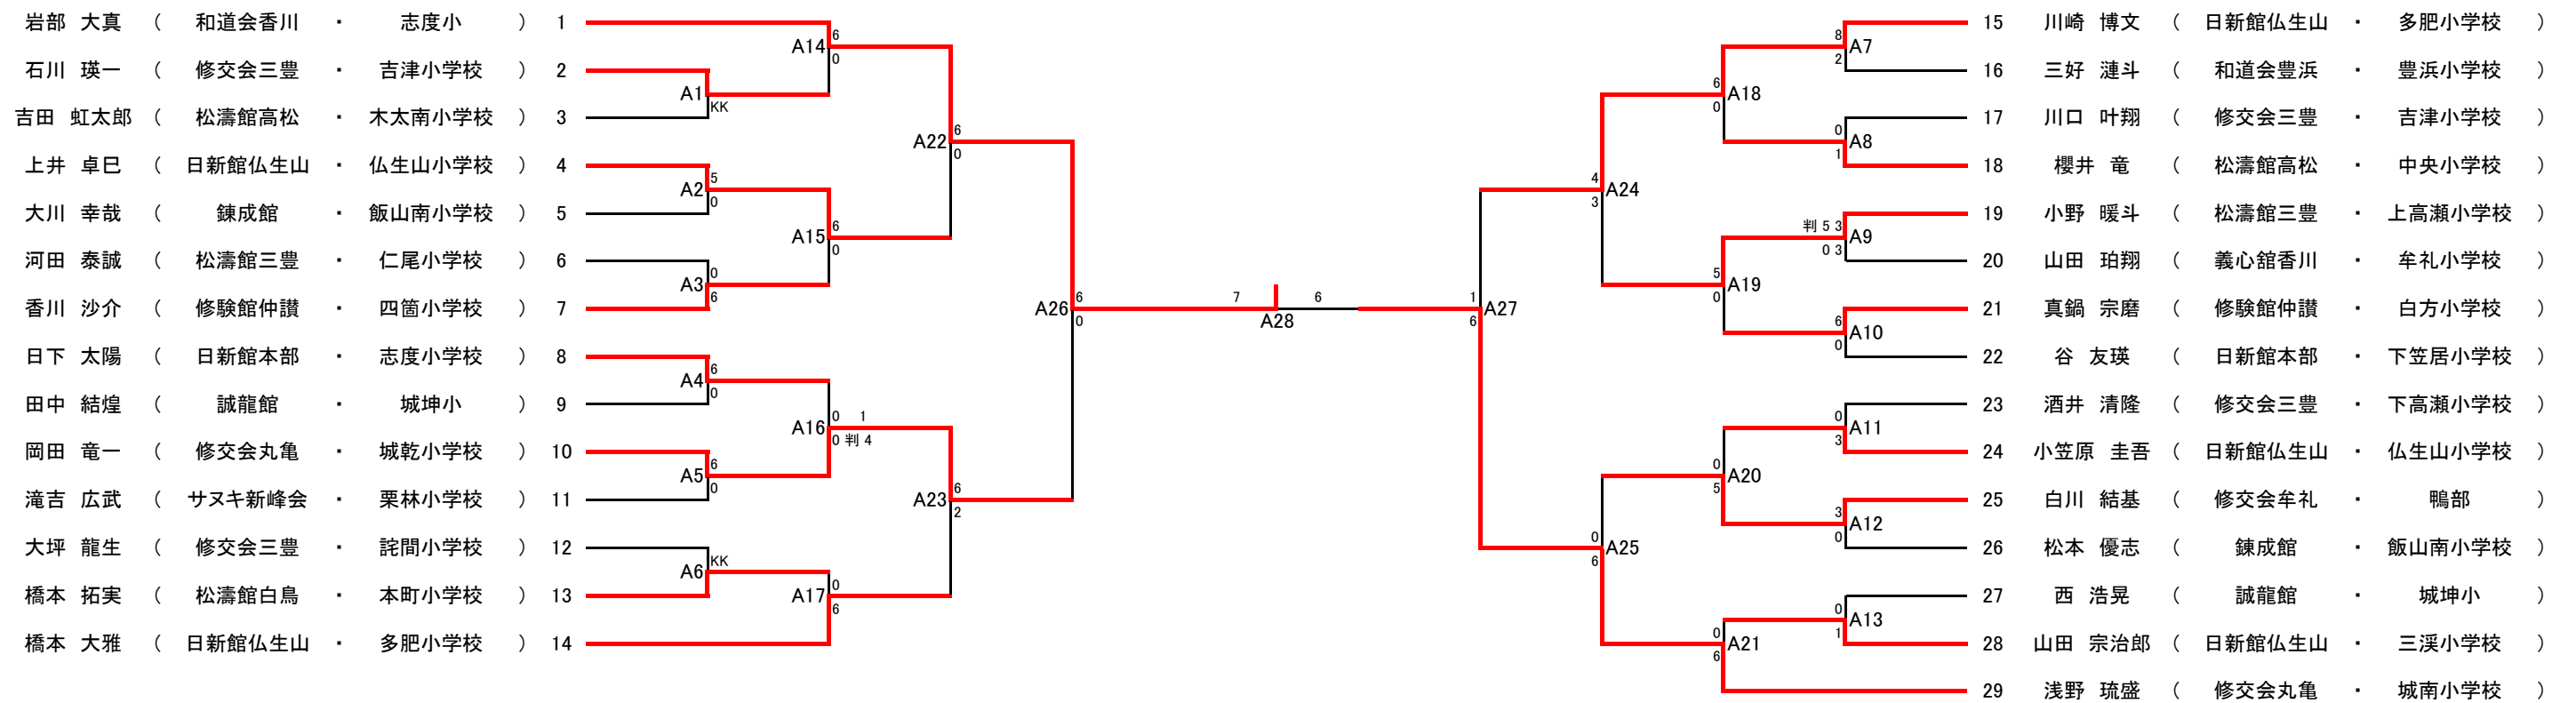 岩部 大真 ( 和道会香川 ・ 志度小 ) 1
石川 瑛一 ( 修交会三豊 ・ 吉津小学校 ) 2
吉田 虹太郎 ( 松濤館高松 ・ 木太南小学校 ) 3
上井 卓巳 ( 日新館仏生山 ・ 仏生山小学校 ) 4
大川 幸哉 ( 錬成館 ・ 飯山南小学校 ) 5
河田 泰誠 ( 松濤館三豊 ・ 仁尾小学校 ) 6
香川 沙介 ( 修験館仲讃 ・ 四箇小学校 ) 7
日下 太陽 ( 日新館本部 ・ 志度小学校 ) 8
田中 結煌 ( 誠龍館 ・ 城坤小 ) 9
岡田 竜一 ( 修交会丸亀 ・ 城乾小学校 ) 10
滝吉 広武 ( サヌキ新峰会 ・ 栗林小学校 ) 11
大坪 龍生 ( 修交会三豊 ・ 詫間小学校 ) 12
橋本 拓実 ( 松濤館白鳥 ・ 本町小学校 ) 13
橋本 大雅 ( 日新館仏生山 ・ 多肥小学校 ) 14
A1 KK
A2 5 0
A3 0 6
A4 6 0
A5 6 0
A6 KK
A14 6 0
A15 6 0
A16 0 1 0 判 4
A17 0 6
A22 6 0
A23 6 2
A26 6 0
7 A28 6
A27 1 6
A24 4 3
A25 0 6
A18 6 0
A19 5 0
A20 0 5
A21 0 6
A7 8 2
A8 0 1
A9 判 5 3 0 3
A10 6 0
A11 0 3
A12 3 0
A13 0 1
15 川崎 博文 ( 日新館仏生山 ・ 多肥小学校 )
16 三好 漣斗 ( 和道会豊浜 ・ 豊浜小学校 )
17 川口 叶翔 ( 修交会三豊 ・ 吉津小学校 )
18 櫻井 竜 ( 松濤館高松 ・ 中央小学校 )
19 小野 暖斗 ( 松濤館三豊 ・ 上高瀬小学校 )
20 山田 珀翔 ( 義心舘香川 ・ 牟礼小学校 )
21 真鍋 宗磨 ( 修験館仲讃 ・ 白方小学校 )
22 谷 友瑛 ( 日新館本部 ・ 下笠居小学校 )
23 酒井 清隆 ( 修交会三豊 ・ 下高瀬小学校 )
24 小笠原 圭吾 ( 日新館仏生山 ・ 仏生山小学校 )
25 白川 結基 ( 修交会牟礼 ・ 鴨部 )
26 松本 優志 ( 錬成館 ・ 飯山南小学校 )
27 西 浩晃 ( 誠龍館 ・ 城坤小 )
28 山田 宗治郎 ( 日新館仏生山 ・ 三渓小学校 )
29 浅野 琉盛 ( 修交会丸亀 ・ 城南小学校 )